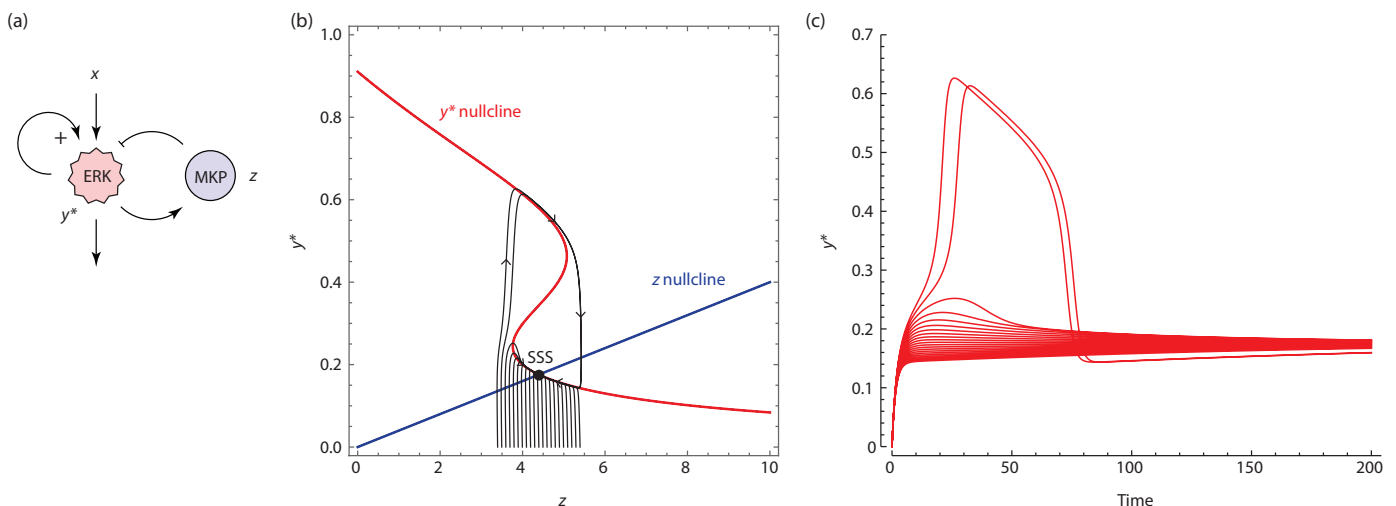 (a)
x
+
ERK
MKP
z
y*
(b)
1.0
0.8
0.6
0.4
0.2
0.0
y*
y* nullcline
z nullcline
SSS
0 2 4 6 8 10
z
(c)
0.7
0.6
0.5
0.4
0.3
0.2
0.1
0
y*
0 50 100 150 200
Time